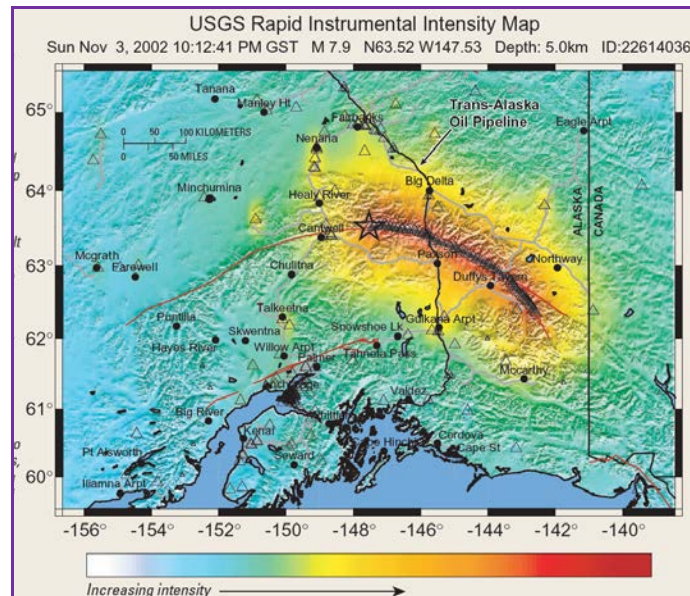 USGS Rapid Instrumental Intensity Map
Sun Nov 3, 2002 10:12:41 PM GST M 7.9 N63.52 W147.53 Depth: 5.0km ID:22614036
65°
64°
63°
62°
61°
60°
Tanana
Manley Ht
0 100 KILOMETERS
0 50 MILES
Fairbanks
Trans-Alaska
Oil Pipeline
Eagle Arpt
Nenana
Big Delta
Minchumina
Healy River
ALASKA
CANADA
Cantwell
Mcgrath
Farewell
Chulitna
Paxson
Northway
Duffys Tavern
Puntilla
Talkeetna
Gulkana Arpt
Hayes River
Skwentna
Snowshoe Lk
Willow Arpt
Tahneta Pass
Palmer
Mccarthy
Anchorage
Valdez
Big River
Whittier
Kenai
Cordova
Pt Alsworth
Cape Hinch
Cape St
Seward
Iliamna Arpt
-156° -154° -152° -150° -148° -146° -144° -142° -140°
Increasing intensity